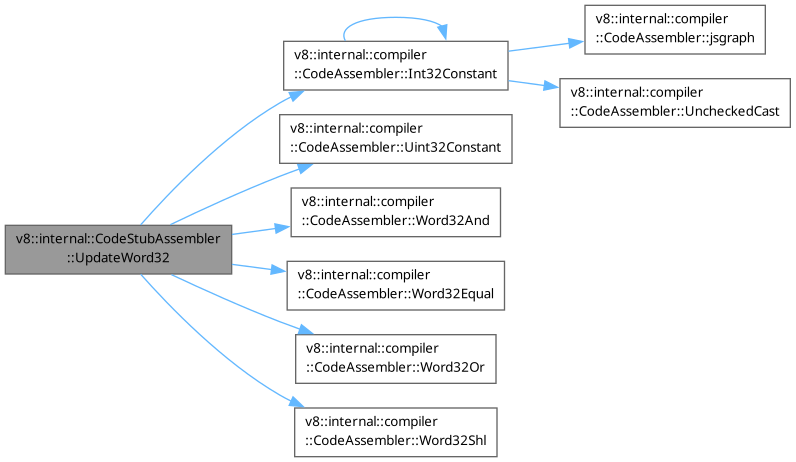 v8::internal::CodeStubAssembler
::UpdateWord32
v8::internal::compiler
::CodeAssembler::Int32Constant
v8::internal::compiler
::CodeAssembler::jsgraph
v8::internal::compiler
::CodeAssembler::UncheckedCast
v8::internal::compiler
::CodeAssembler::Uint32Constant
v8::internal::compiler
::CodeAssembler::Word32And
v8::internal::compiler
::CodeAssembler::Word32Equal
v8::internal::compiler
::CodeAssembler::Word32Or
v8::internal::compiler
::CodeAssembler::Word32Shl